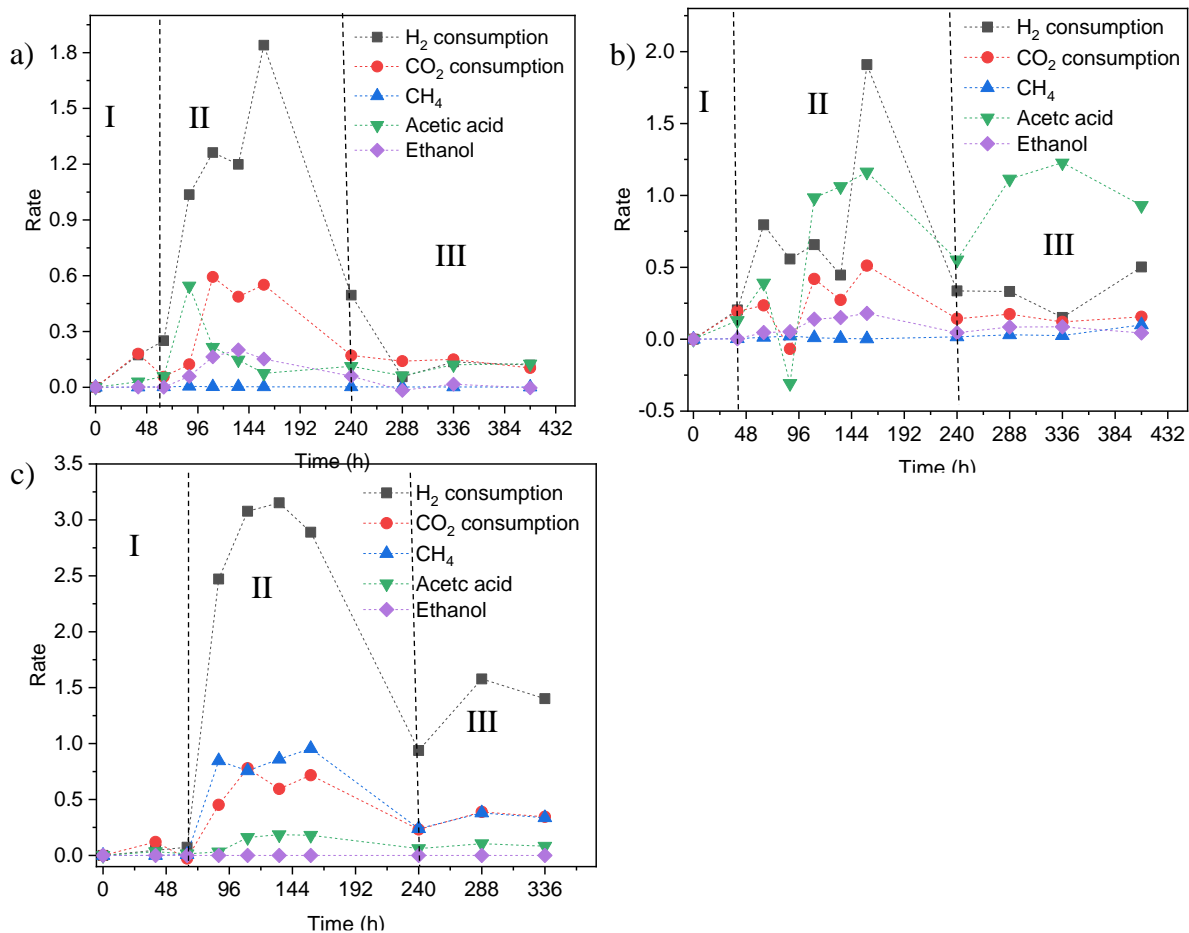 a)
I
II
III
H₂ consumption
CO₂ consumption
CH₄
Acetic acid
Ethanol
Rate
1.8
1.5
1.2
0.9
0.6
0.3
0.0
0 48 96 144 192 240 288 336 384 432
Time (h)
b)
I
II
III
H₂ consumption
CO₂ consumption
CH₄
Acetc acid
Ethanol
Rate
2.0
1.5
1.0
0.5
0.0
-0.5
0 48 96 144 192 240 288 336 384 432
Time (h)
c)
I
II
III
H₂ consumption
CO₂ consumption
CH₄
Acetc acid
Ethanol
Rate
3.5
3.0
2.5
2.0
1.5
1.0
0.5
0.0
0 48 96 144 192 240 288 336
Time (h)